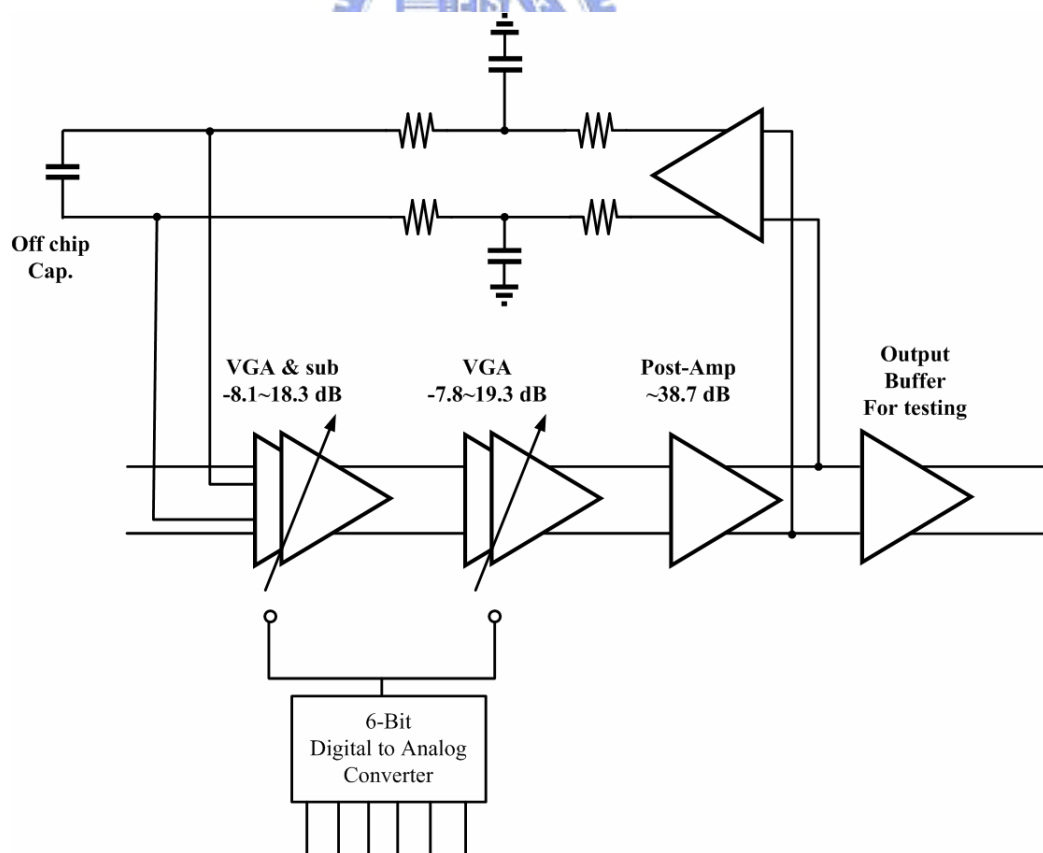 Off chip
Cap.
VGA & sub
-8.1~18.3 dB
VGA
-7.8~19.3 dB
Post-Amp
~38.7 dB
Output
Buffer
For testing
6-Bit
Digital to Analog
Converter